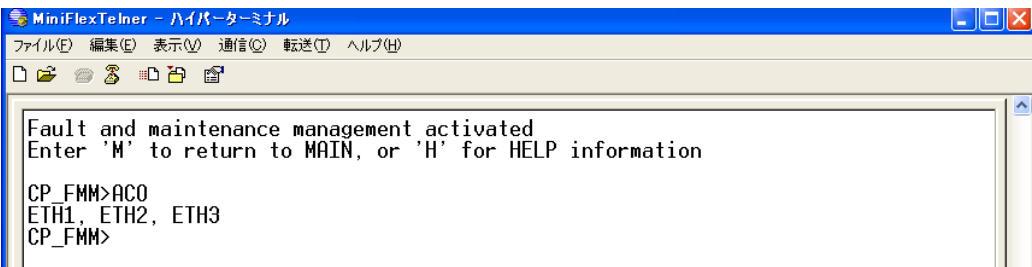 MiniFlexTelner - ハイパーターミナル
ファイル(F) 編集(E) 表示(V) 通信(C) 転送(T) ヘルプ(H)
Fault and maintenance management activated
Enter 'M' to return to MAIN, or 'H' for HELP information
CP_FMM>ACO
ETH1, ETH2, ETH3
CP_FMM>